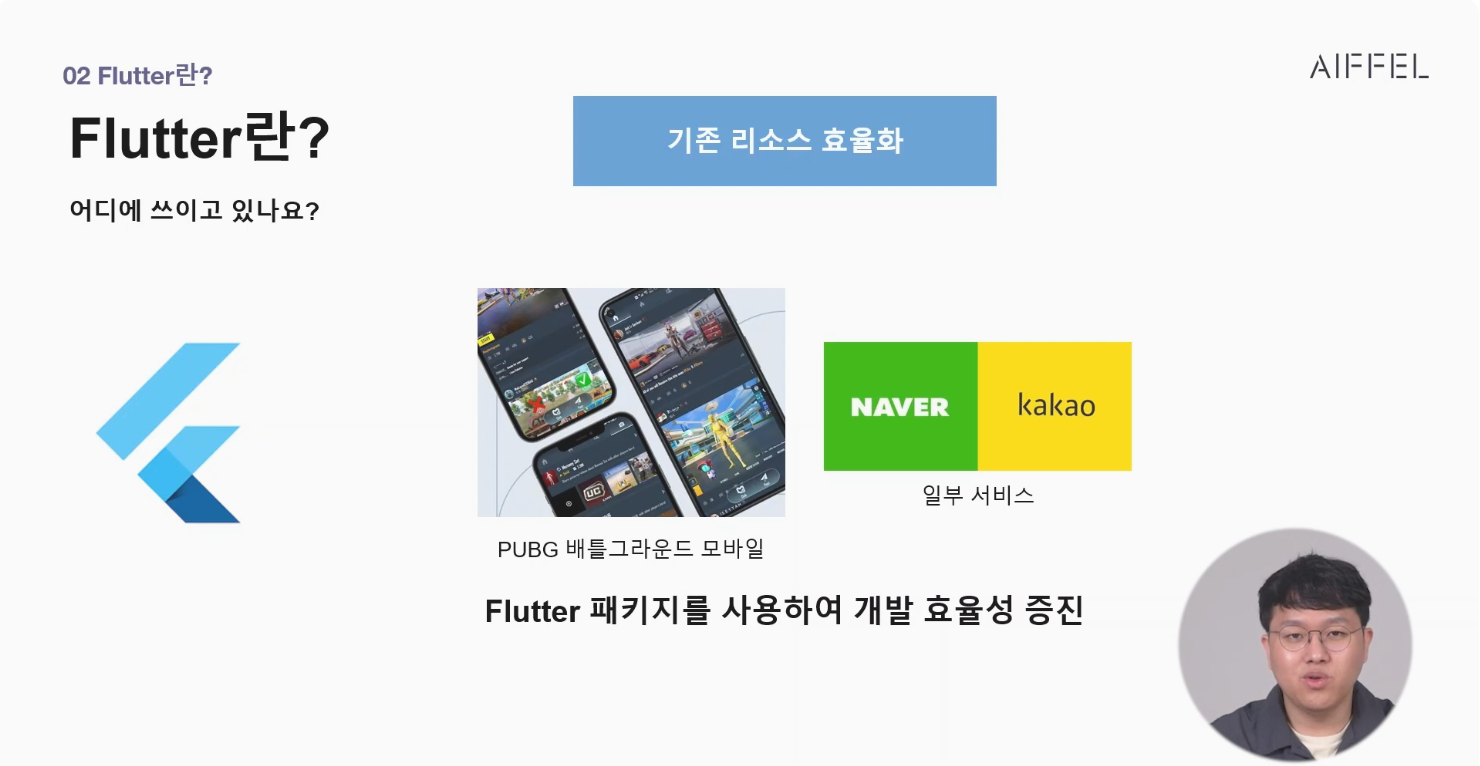 02 Flutter란?
AIFFEL
Flutter란?
기존 리소스 효율화
어디에 쓰이고 있나요?
UC
NAVER
kakao
일부 서비스
PUBG 배틀그라운드 모바일
Flutter 패키지를 사용하여 개발 효율성 증진